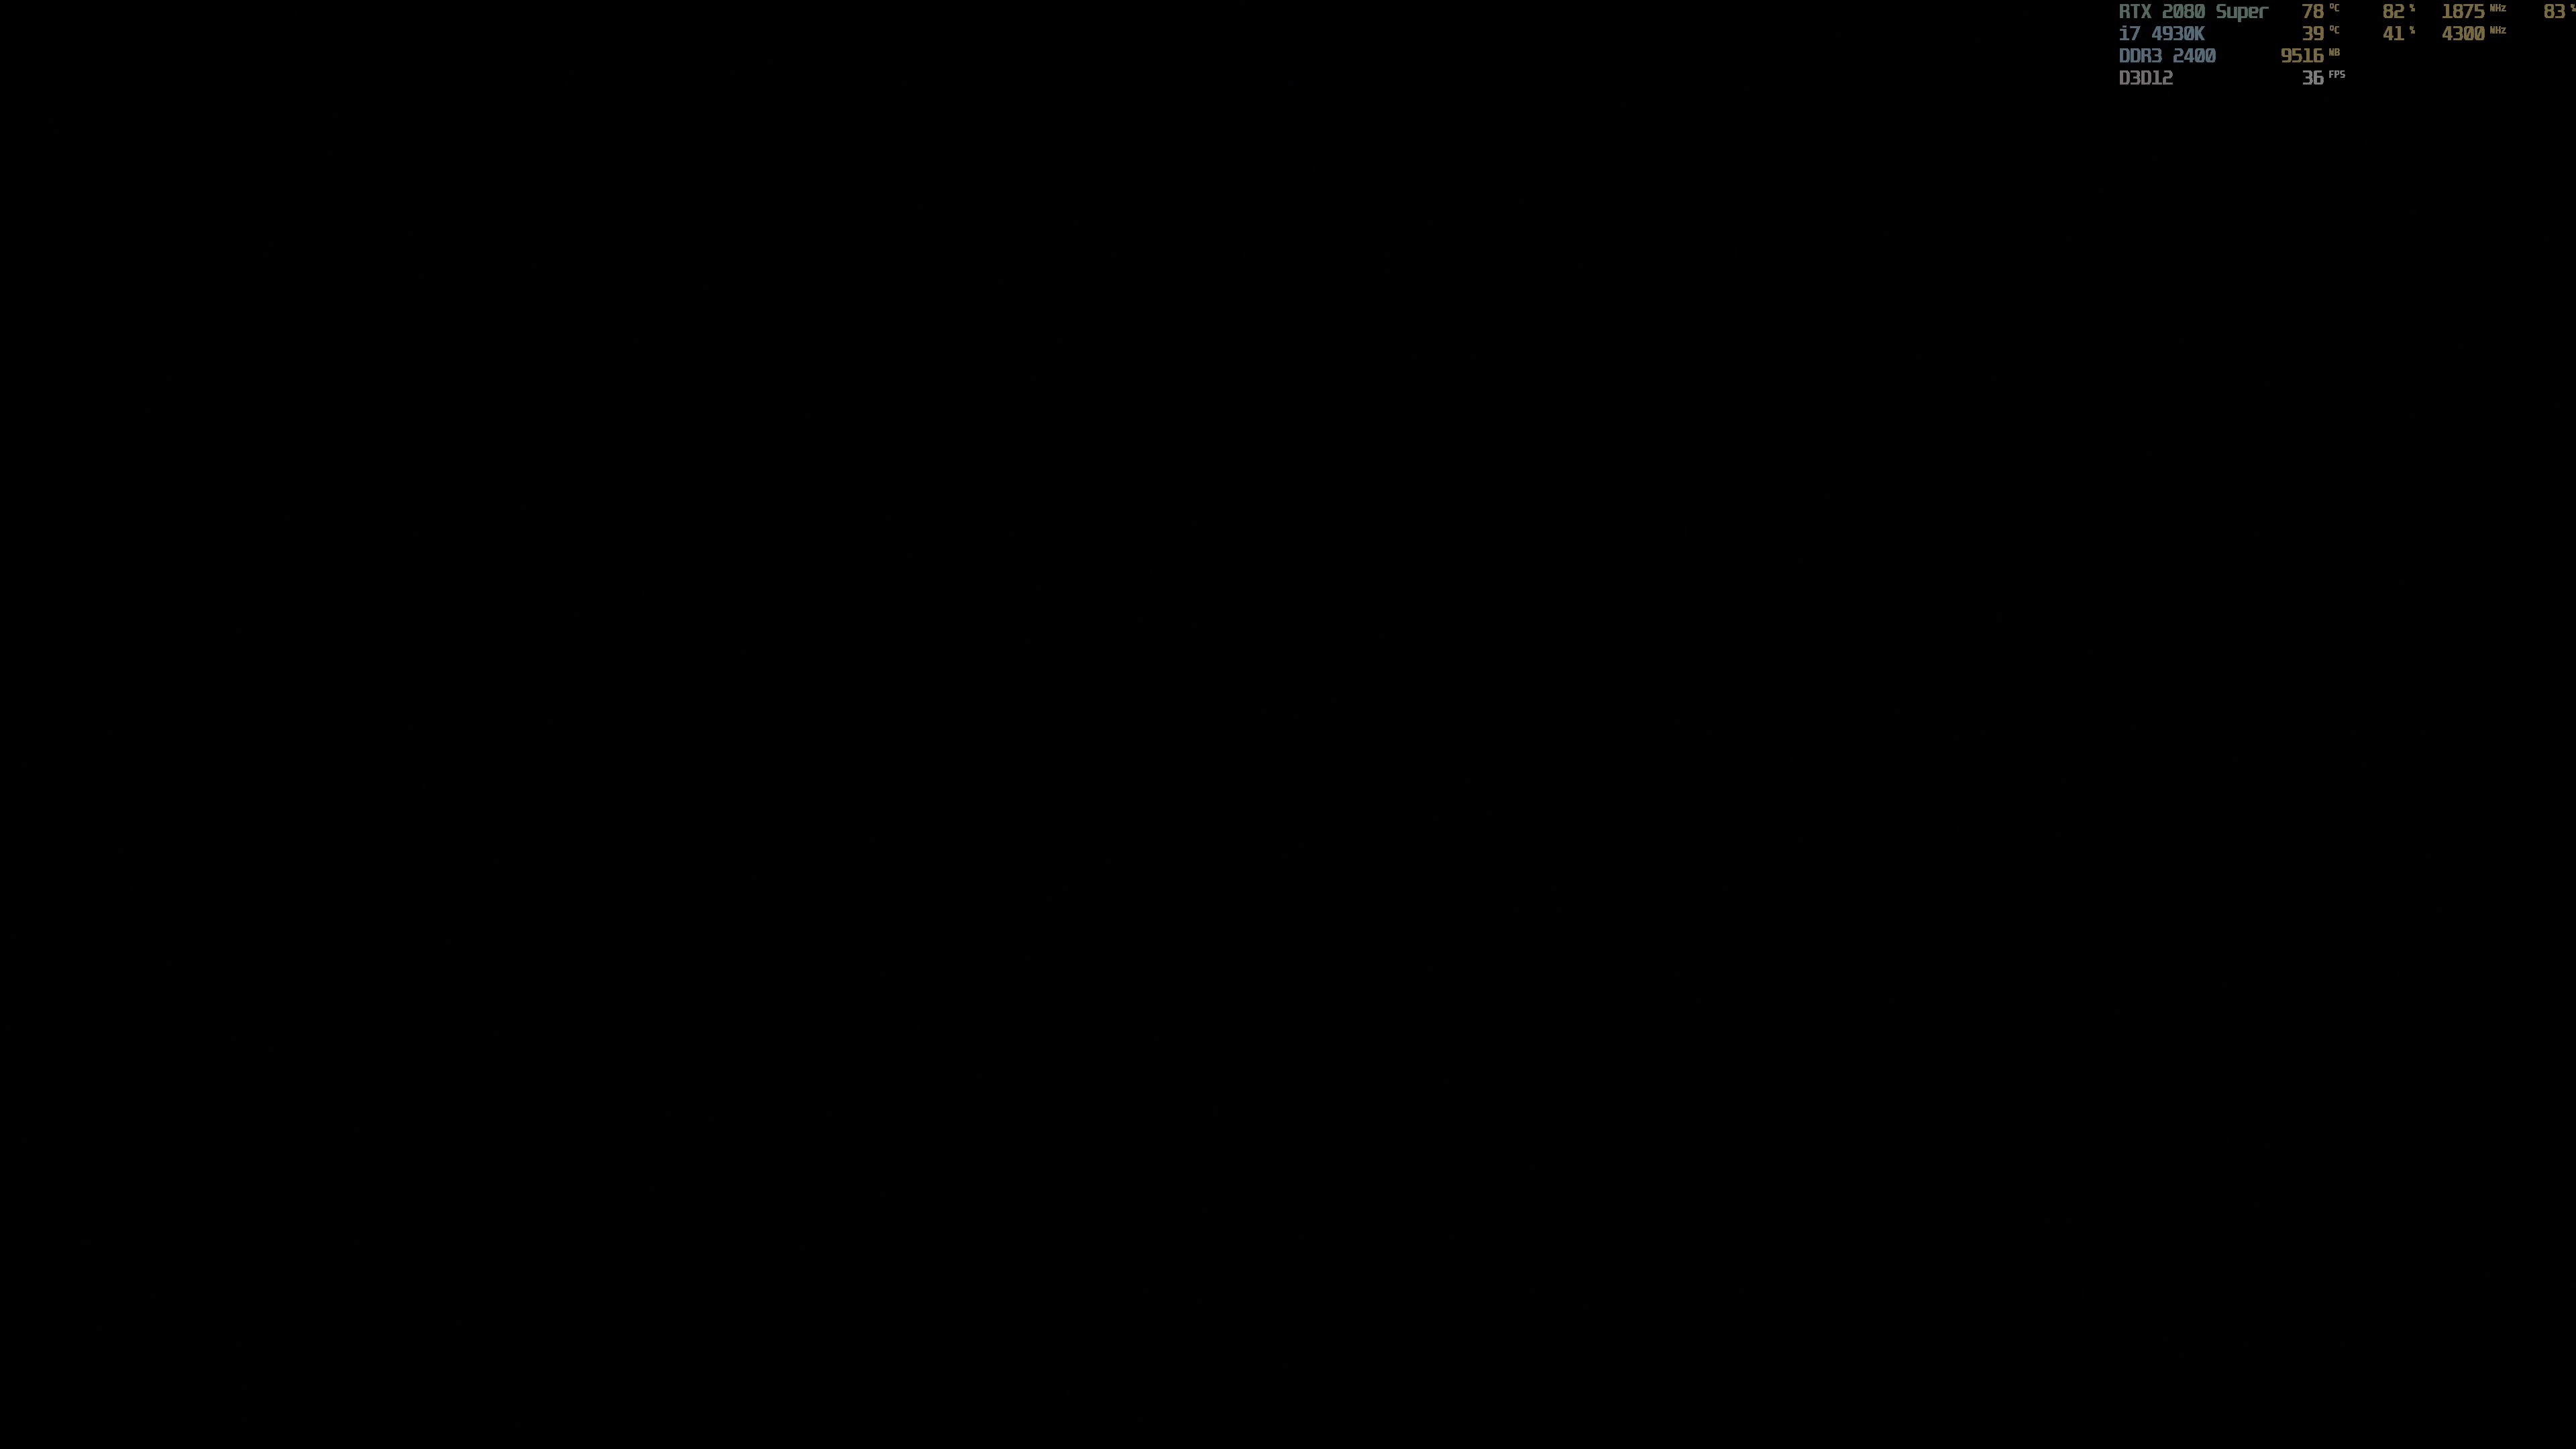 RTX 2080 Super 78 °C 82 % 1875 MHz 83 %
i7 4930K 39 °C 41 % 4300 MHz
DDR3 2400 9516 MB
D3D12 36 FPS